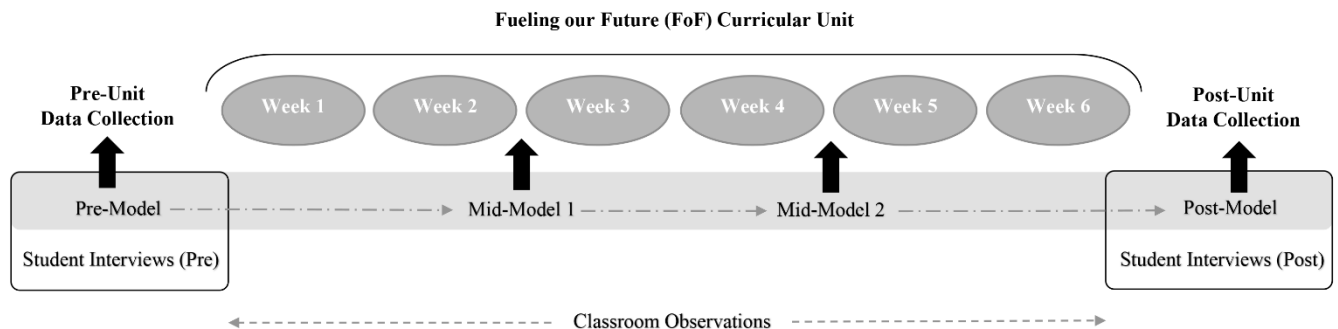 Fueling our Future (FoF) Curricular Unit
Pre-Unit
Data Collection
Week 1
Week 2
Week 3
Week 4
Week 5
Week 6
Post-Unit
Data Collection
Pre-Model
Mid-Model 1
Mid-Model 2
Post-Model
Student Interviews (Pre)
Student Interviews (Post)
Classroom Observations